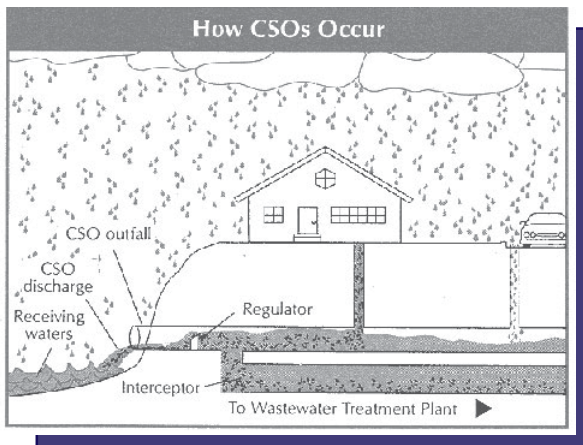 How CSOs Occur
CSO outfall
CSO
discharge
Receiving
waters
Regulator
Interceptor
To Wastewater Treatment Plant